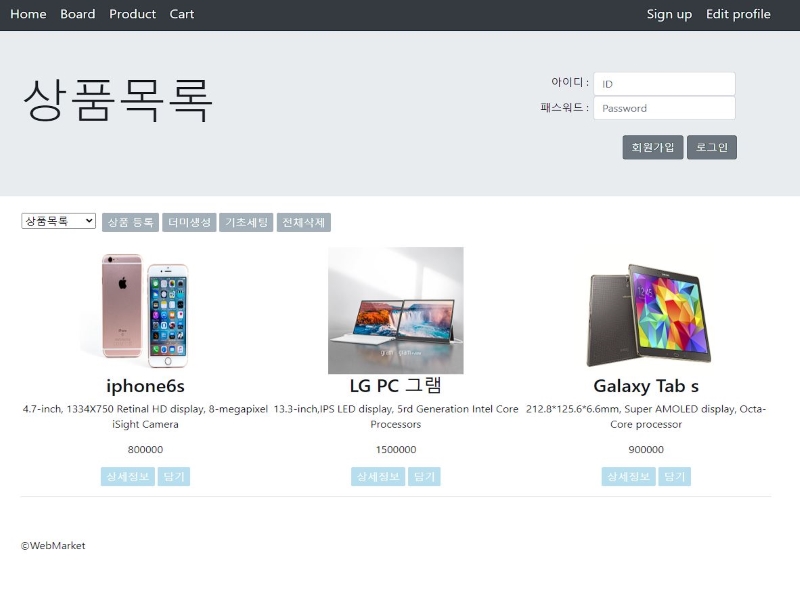 Home Board Product Cart Sign up Edit profile
상품목록
아이디 : ID
패스워드 : Password
회원가입 로그인
상품목록 상품 등록 더미생성 기초세팅 전체삭제
iphone6s LG PC 그램 Galaxy Tab s
4.7-inch, 1334X750 Retinal HD display, 8-megapixel
iSight Camera
13.3-inch,IPS LED display, 5rd Generation Intel Core
Processors
212.8*125.6*6.6mm, Super AMOLED display, Octa-
Core processor
800000 1500000 900000
상세정보 담기 상세정보 담기 상세정보 담기
©WebMarket